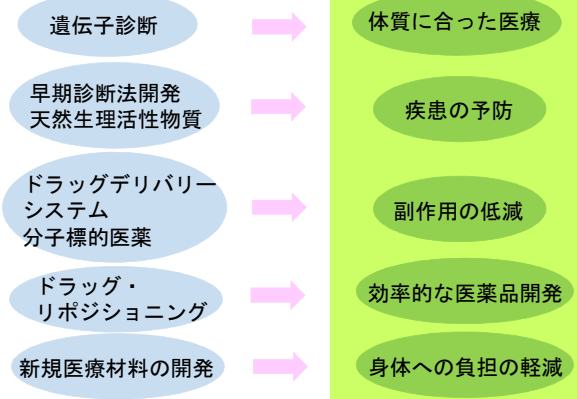 遺伝子診断
体質に合った医療
早期診断法開発
天然生理活性物質
疾患の予防
ドラッグデリバリー
システム
分子標的医薬
副作用の低減
ドラッグ・
リポジショニング
効率的な医薬品開発
新規医療材料の開発
身体への負担の軽減